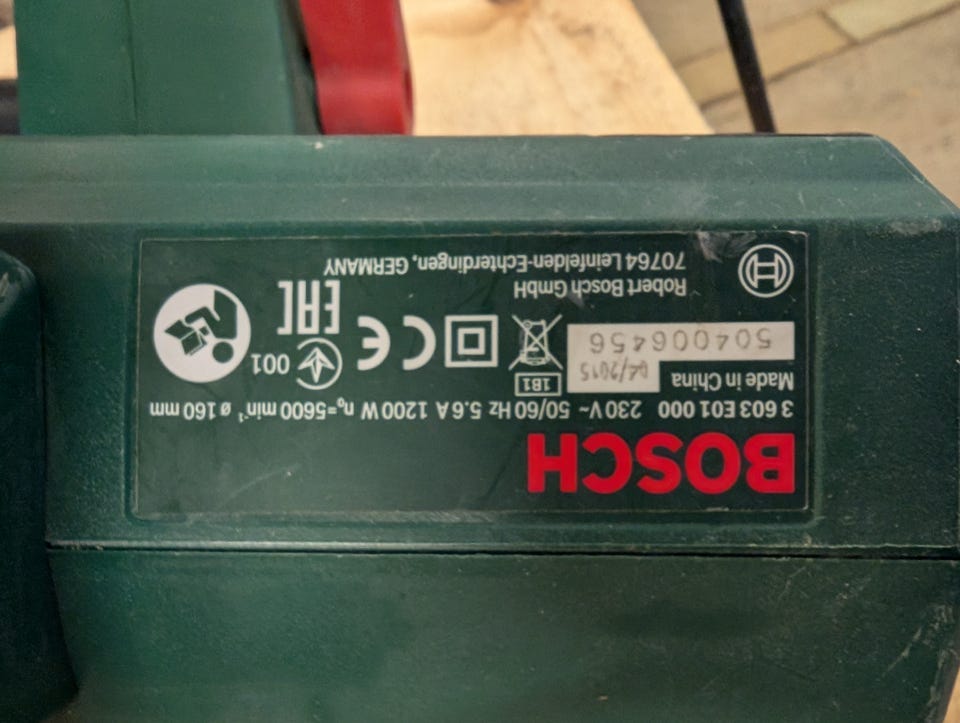 BOSCH
3 603 E01 000 230 V~ 50/60 Hz 5.6 A 1200 W n₀=5600 min⁻¹ ø 160 mm
Made in China
04/2015
504006456
1B1
001
CE
EAC
Robert Bosch GmbH
70764 Leinfelden-Echterdingen, GERMANY